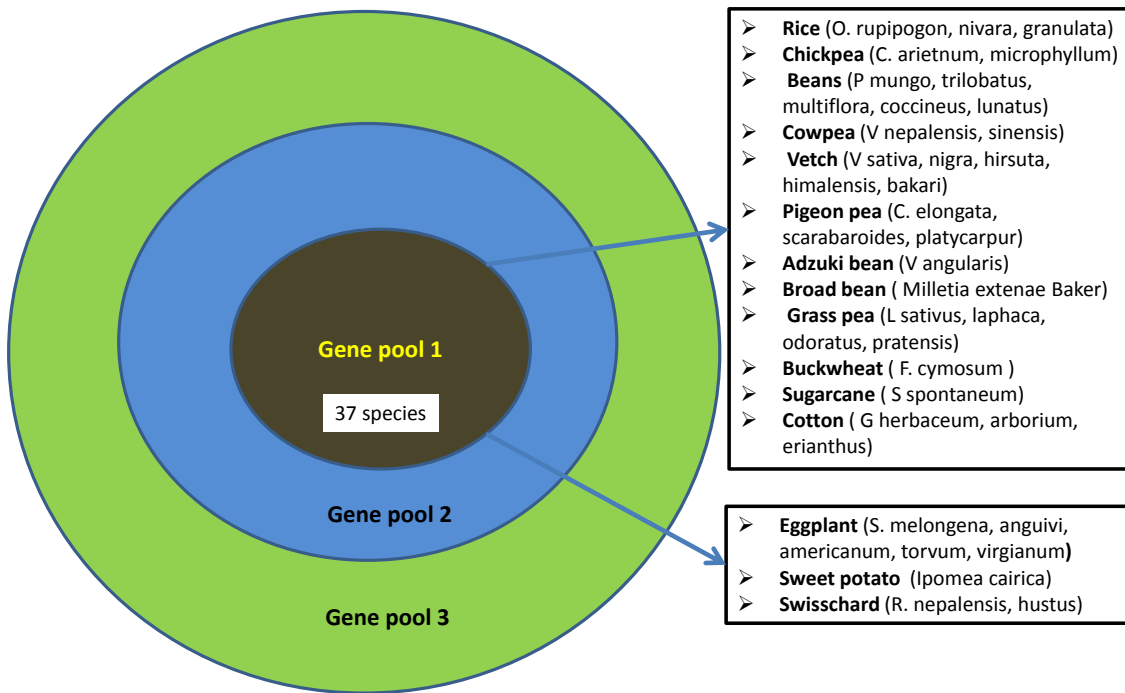 Gene pool 1
37 species
Gene pool 2
Gene pool 3
➢ Rice (O. rupipogon, nivara, granulata)
➢ Chickpea (C. arietnum, microphyllum)
➢ Beans (P mungo, trilobatus,
multiflora, coccineus, lunatus)
➢ Cowpea (V nepalensis, sinensis)
➢ Vetch (V sativa, nigra, hirsuta,
himalensis, bakari)
➢ Pigeon pea (C. elongata,
scarabaroides, platycarpur)
➢ Adzuki bean (V angularis)
➢ Broad bean ( Milletia extenae Baker)
➢ Grass pea (L sativus, laphaca,
odoratus, pratensis)
➢ Buckwheat ( F. cymosum )
➢ Sugarcane ( S spontaneum)
➢ Cotton ( G herbaceum, arborium,
erianthus)
➢ Eggplant (S. melongena, anguivi,
americanum, torvum, virgianum)
➢ Sweet potato (Ipomea cairica)
➢ Swisschard (R. nepalensis, hustus)